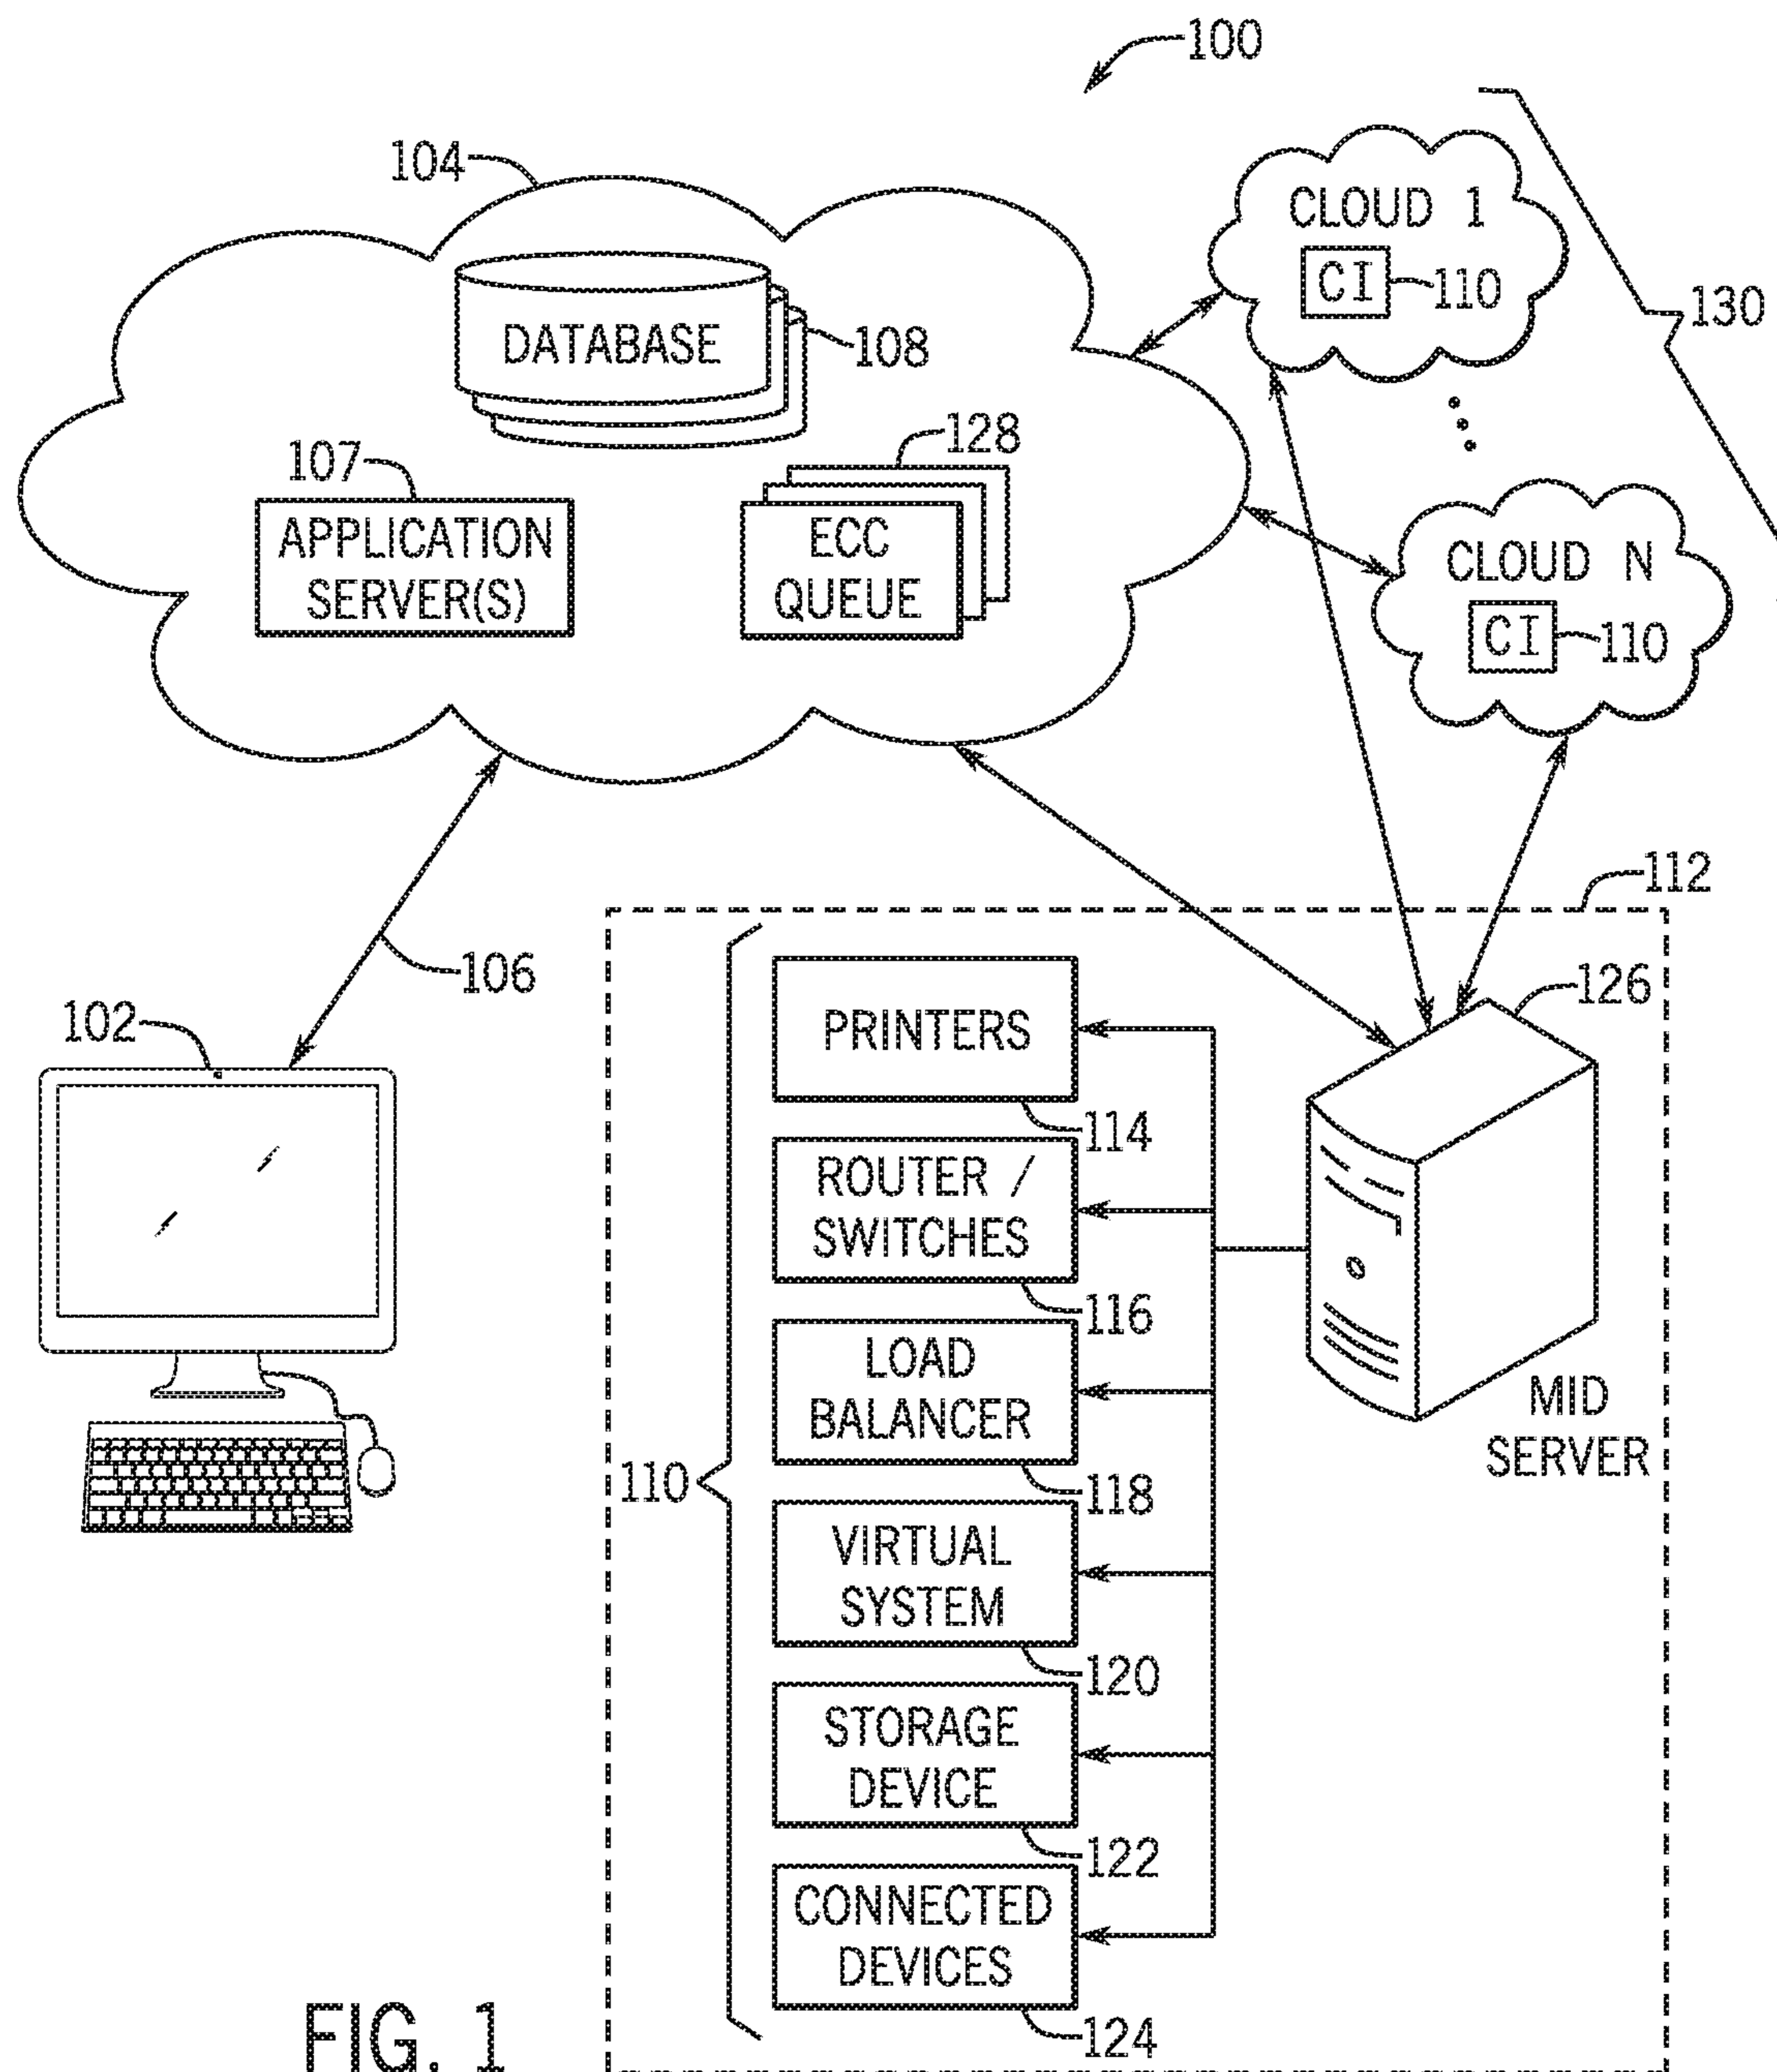 100
104
CLOUD 1
CI
110
130
DATABASE
108
128
107
APPLICATION
SERVER(S)
ECC
QUEUE
CLOUD N
CI
110
112
106
126
102
PRINTERS
114
ROUTER /
SWITCHES
116
LOAD
BALANCER
118
MID
SERVER
110
VIRTUAL
SYSTEM
120
STORAGE
DEVICE
122
CONNECTED
DEVICES
124
FIG. 1